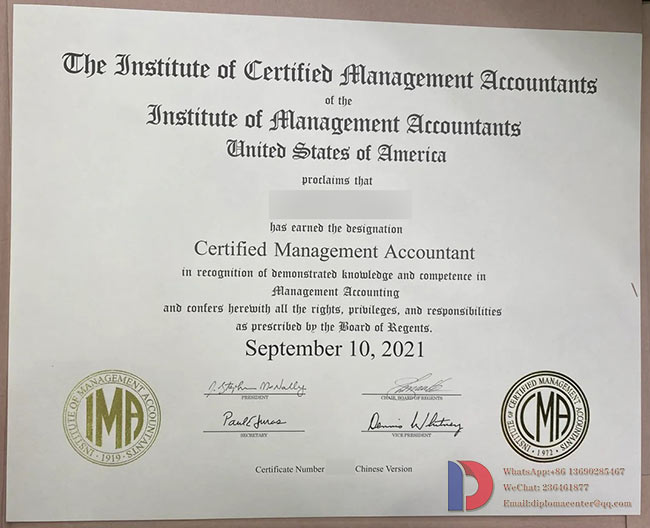 The Institute of Certified Management Accountants
of the
Institute of Management Accountants
United States of America
proclaims that
has earned the designation
Certified Management Accountant
in recognition of demonstrated knowledge and competence in
Management Accounting
and confers herewith all the rights, privileges, and responsibilities
as prescribed by the Board of Regents.
September 10, 2021
PRESIDENT
CHAIR, BOARD OF REGENTS
SECRETARY
Dennis Whitney
VICE PRESIDENT
INSTITUTE OF MANAGEMENT ACCOUNTANTS
IMA
·1919·
INSTITUTE OF CERTIFIED MANAGEMENT ACCOUNTANTS
CMA
·1972·
Certificate Number Chinese Version
WhatsApp:+86 13690285467
WeChat: 236461877
Email:diplomacenter@qq.com